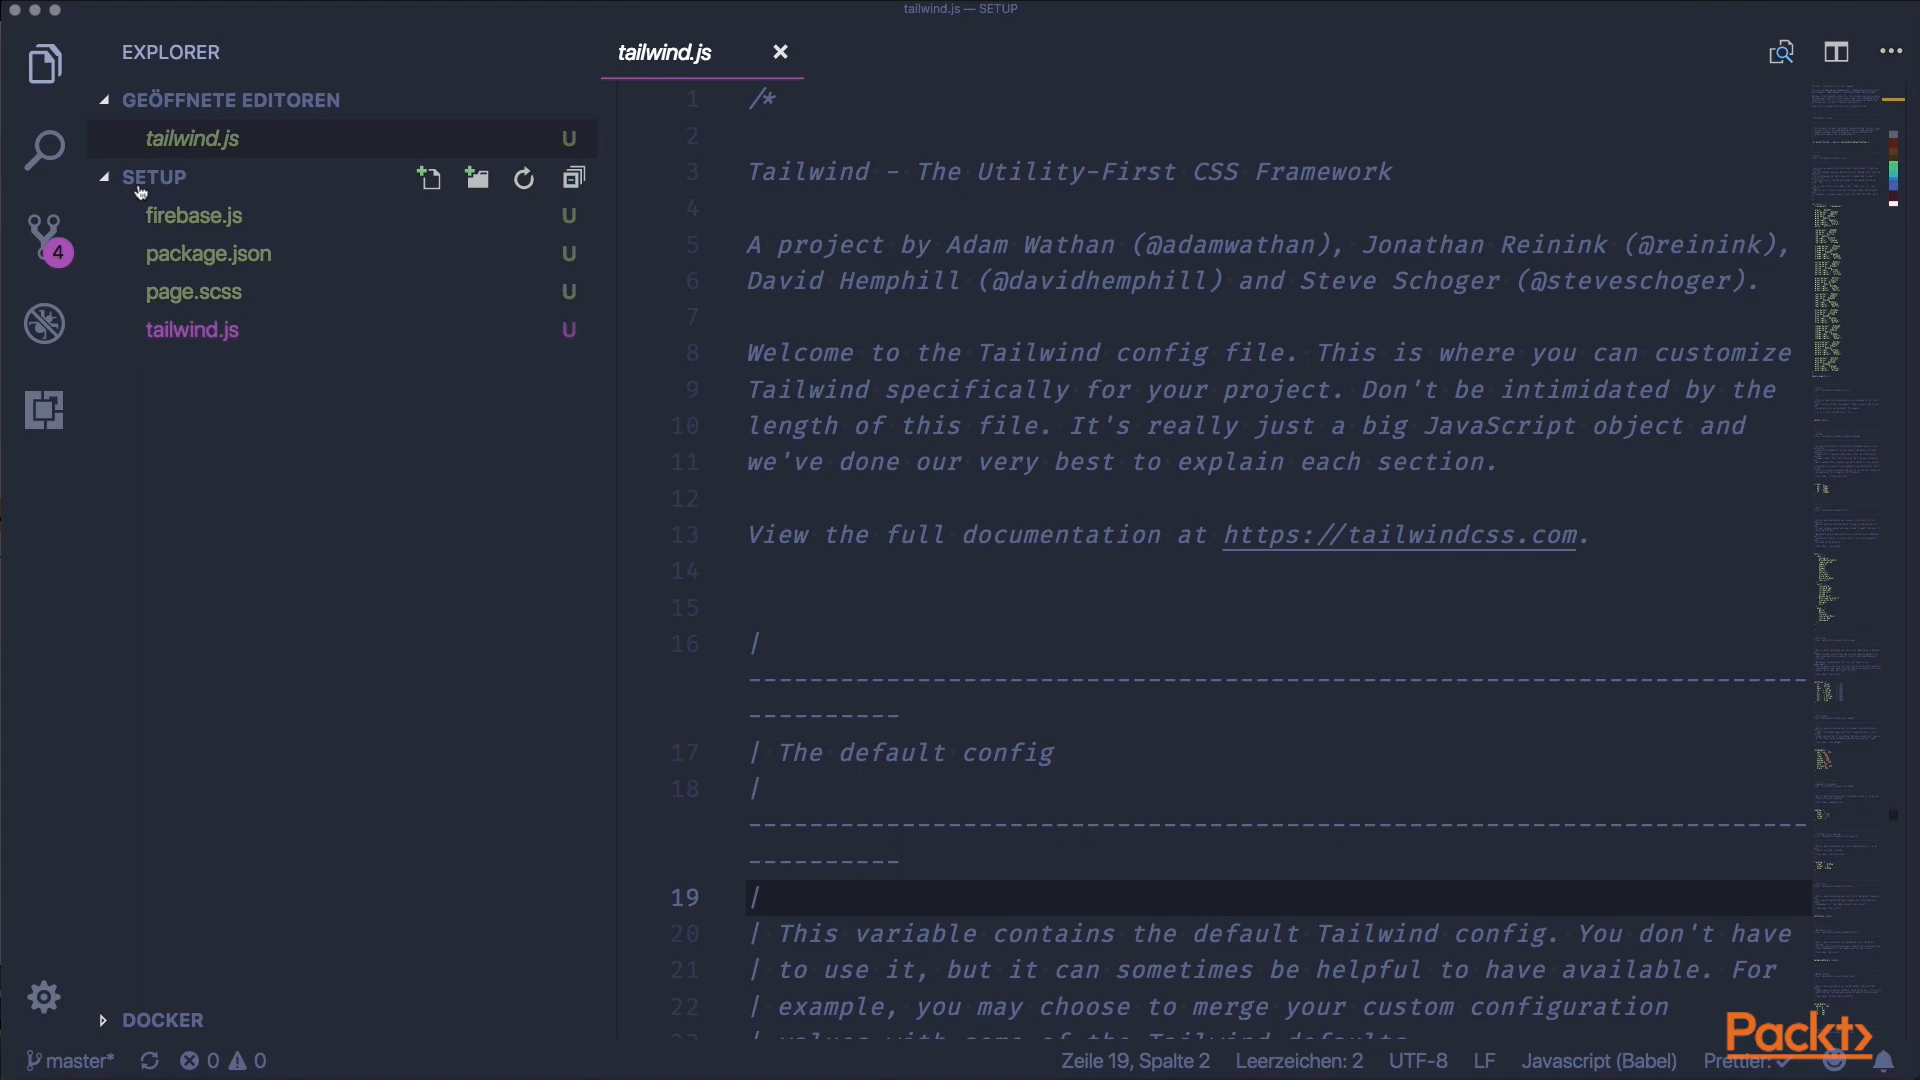 tailwind.js — SETUP
EXPLORER
GEÖFFNETE EDITOREN
tailwind.js U
SETUP
firebase.js U
package.json U
page.scss U
tailwind.js U
4
DOCKER
tailwind.js
1 /*
2
3 Tailwind - The Utility-First CSS Framework
4
5 A project by Adam Wathan (@adamwathan), Jonathan Reinink (@reinink),
6 David Hemphill (@davidhemphill) and Steve Schoger (@steveschoger).
7
8 Welcome to the Tailwind config file. This is where you can customize
9 Tailwind specifically for your project. Don't be intimidated by the
10 length of this file. It's really just a big JavaScript object and
11 we've done our very best to explain each section.
12
13 View the full documentation at https://tailwindcss.com.
14
15
16 |
---------------------------------------------------------------------
----------
17 | The default config
18 |
---------------------------------------------------------------------
----------
19 |
20 | This variable contains the default Tailwind config. You don't have
21 | to use it, but it can sometimes be helpful to have available. For
22 | example, you may choose to merge your custom configuration
23 | values with some of the Tailwind defaults.
Packt>
master* 0 0 Zeile 19, Spalte 2 Leerzeichen: 2 UTF-8 LF Javascript (Babel) Prettier: ✓